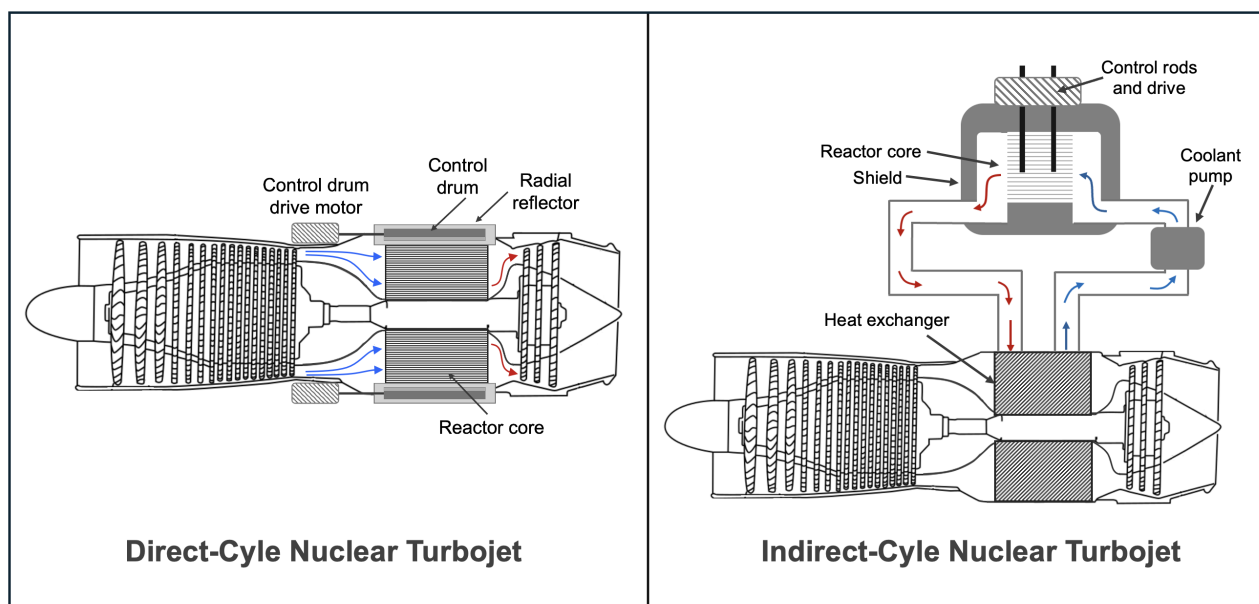 Control drum
drive motor
Control
drum
Radial
reflector
Reactor core
Direct-Cyle Nuclear Turbojet
Control rods
and drive
Reactor core
Shield
Coolant
pump
Heat exchanger
Indirect-Cyle Nuclear Turbojet